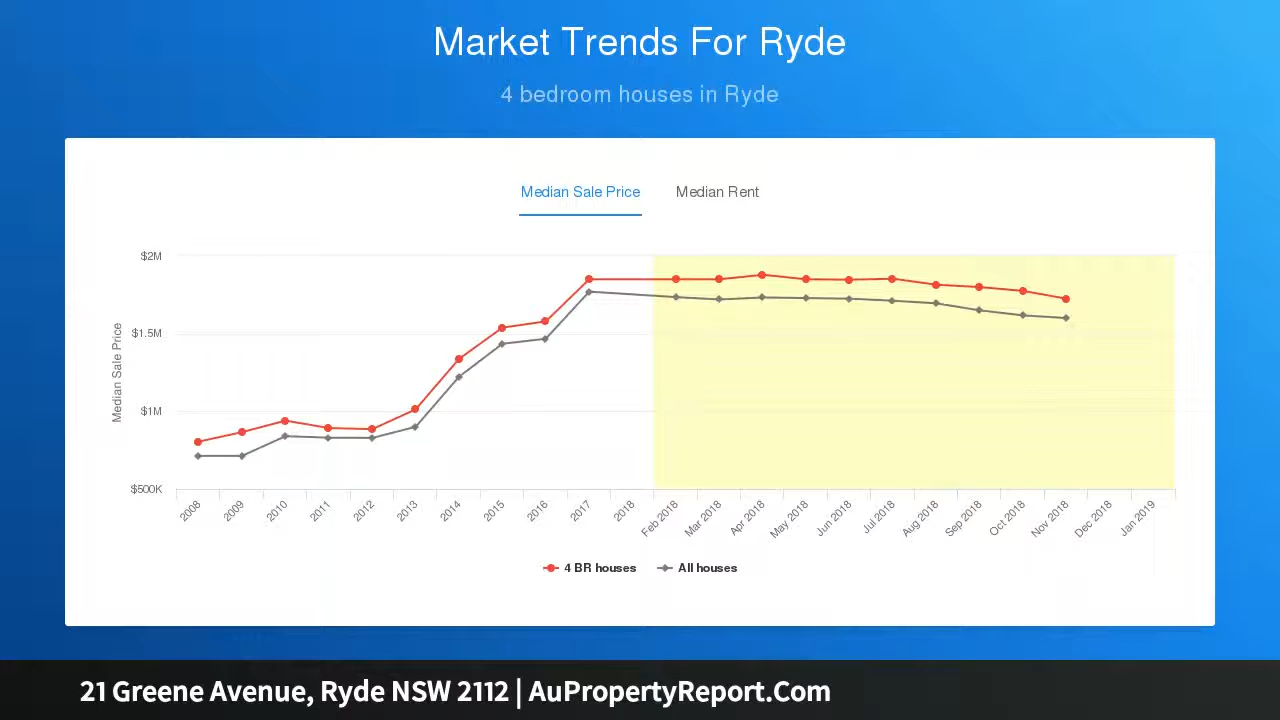 Market Trends For Ryde
4 bedroom houses in Ryde
Median Sale Price
Median Rent
Median Sale Price
$2M
$1.5M
$1M
$500K
2008
2009
2010
2011
2012
2013
2014
2015
2016
2017
2018
Feb 2018
Mar 2018
Apr 2018
May 2018
Jun 2018
Jul 2018
Aug 2018
Sep 2018
Oct 2018
Nov 2018
Dec 2018
Jan 2019
4 BR houses
All houses
21 Greene Avenue, Ryde NSW 2112 | AuPropertyReport.Com